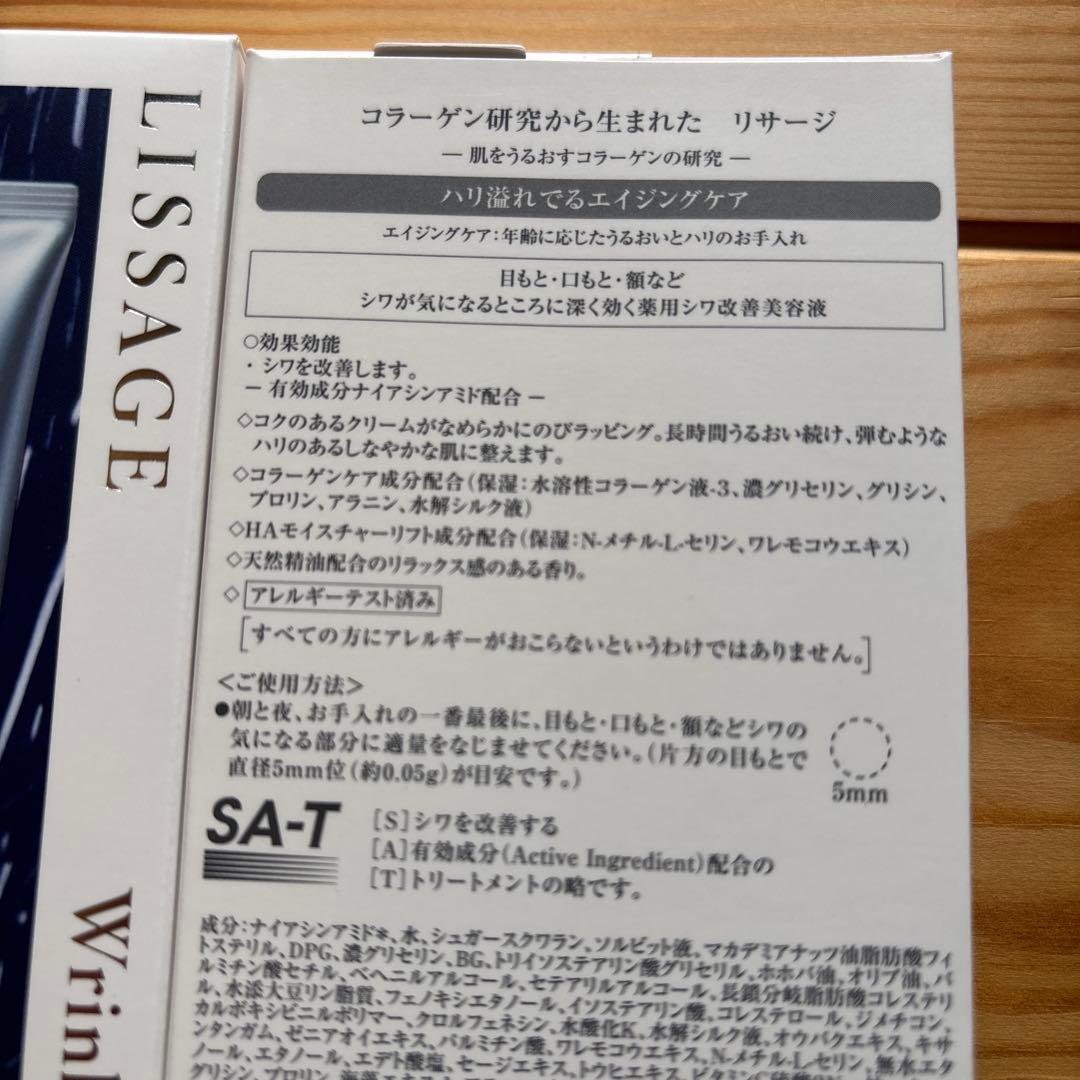 LISSAGE
Wrin
コラーゲン研究から生まれた　リサージ
— 肌をうるおすコラーゲンの研究 —
ハリ溢れでるエイジングケア
エイジングケア：年齢に応じたうるおいとハリのお手入れ
目もと・口もと・額など
シワが気になるところに深く効く薬用シワ改善美容液
○効果効能
・シワを改善します。
— 有効成分ナイアシンアミド配合 —
◇コクのあるクリームがなめらかにのびラッピング。長時間うるおい続け、弾むような
ハリのあるしなやかな肌に整えます。
◇コラーゲンケア成分配合（保湿：水溶性コラーゲン液-3、濃グリセリン、グリシン、
プロリン、アラニン、水解シルク液）
◇HAモイスチャーリフト成分配合（保湿：N-メチル-L-セリン、ワレモコウエキス）
◇天然精油配合のリラックス感のある香り。
◇アレルギーテスト済み
［すべての方にアレルギーがおこらないというわけではありません。］
＜ご使用方法＞
●朝と夜、お手入れの一番最後に、目もと・口もと・額などシワの
気になる部分に適量をなじませてください。（片方の目もとで
直径5mm位（約0.05g）が目安です。）
5mm
SA-T
［S］シワを改善する
［A］有効成分（Active Ingredient）配合の
［T］トリートメントの略です。
成分：ナイアシンアミド*、水、シュガースクワラン、ソルビット液、マカデミアナッツ油脂肪酸フィ
トステリル、DPG、濃グリセリン、BG、トリイソステアリン酸グリセリル、ホホバ油、オリブ油、パ
ルミチン酸セチル、ベヘニルアルコール、セテアリルアルコール、長鎖分岐脂肪酸コレステリ
ル、水添大豆リン脂質、フェノキシエタノール、イソステアリン酸、コレステロール、ジメチコン、
カルボキシビニルポリマー、クロルフェネシン、水酸化K、水解シルク液、オウバクエキス、キサ
ンタンガム、ゼニアオイエキス、パルミチン酸、ワレモコウエキス、N-メチル-L-セリン、無水エタ
ノール、エタノール、エデト酸塩、セージエキス、トウヒエキス、
グリシン、プロリン、